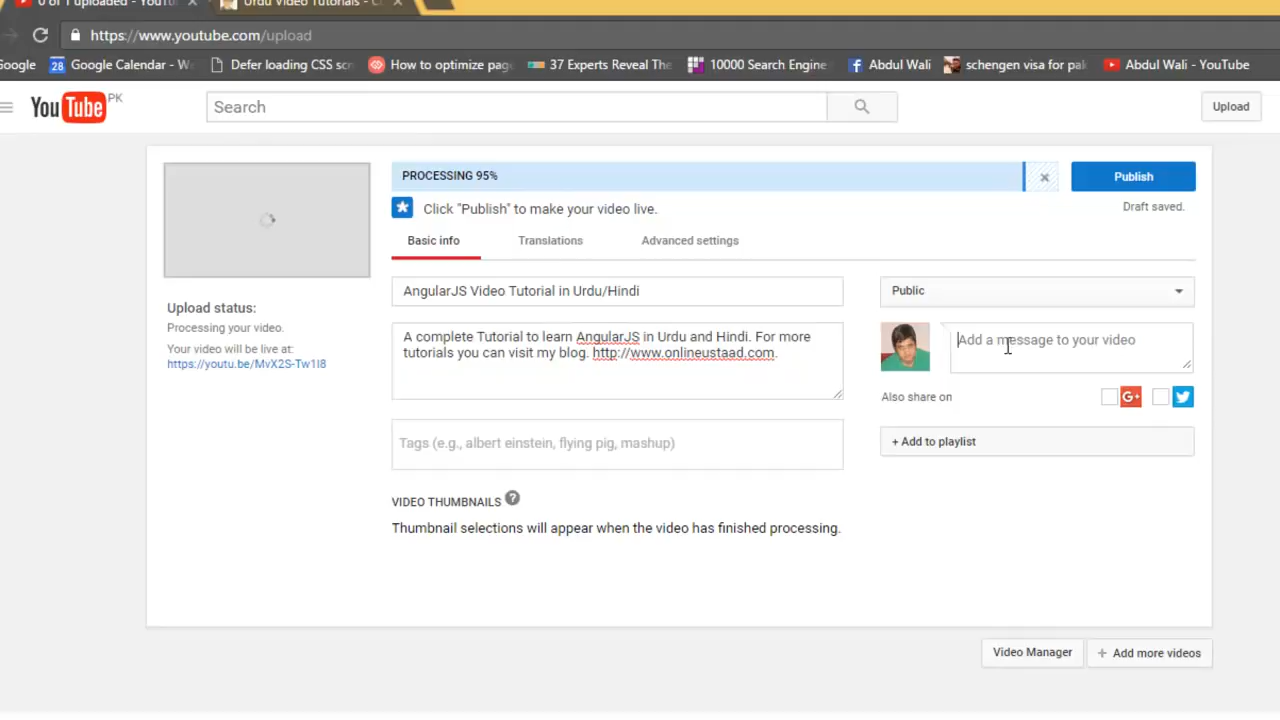 0 of 1 uploaded - YouTu
Urdu Video Tutorials - C
https://www.youtube.com/upload
Google
28 Google Calendar - W
Defer loading CSS scr
How to optimize pag
37 Experts Reveal The
10000 Search Engine
Abdul Wali
schengen visa for pak
Abdul Wali - YouTube
YouTube PK
Search
Upload
PROCESSING 95%
Publish
Click "Publish" to make your video live.
Draft saved.
Basic info
Translations
Advanced settings
AngularJS Video Tutorial in Urdu/Hindi
Public
Upload status:
Processing your video.
Your video will be live at:
https://youtu.be/MvX2S-Tw1I8
A complete Tutorial to learn AngularJS in Urdu and Hindi. For more
tutorials you can visit my blog. http://www.onlineustaad.com.
Add a message to your video
Also share on
G+
Tags (e.g., albert einstein, flying pig, mashup)
+ Add to playlist
VIDEO THUMBNAILS ?
Thumbnail selections will appear when the video has finished processing.
Video Manager
+ Add more videos